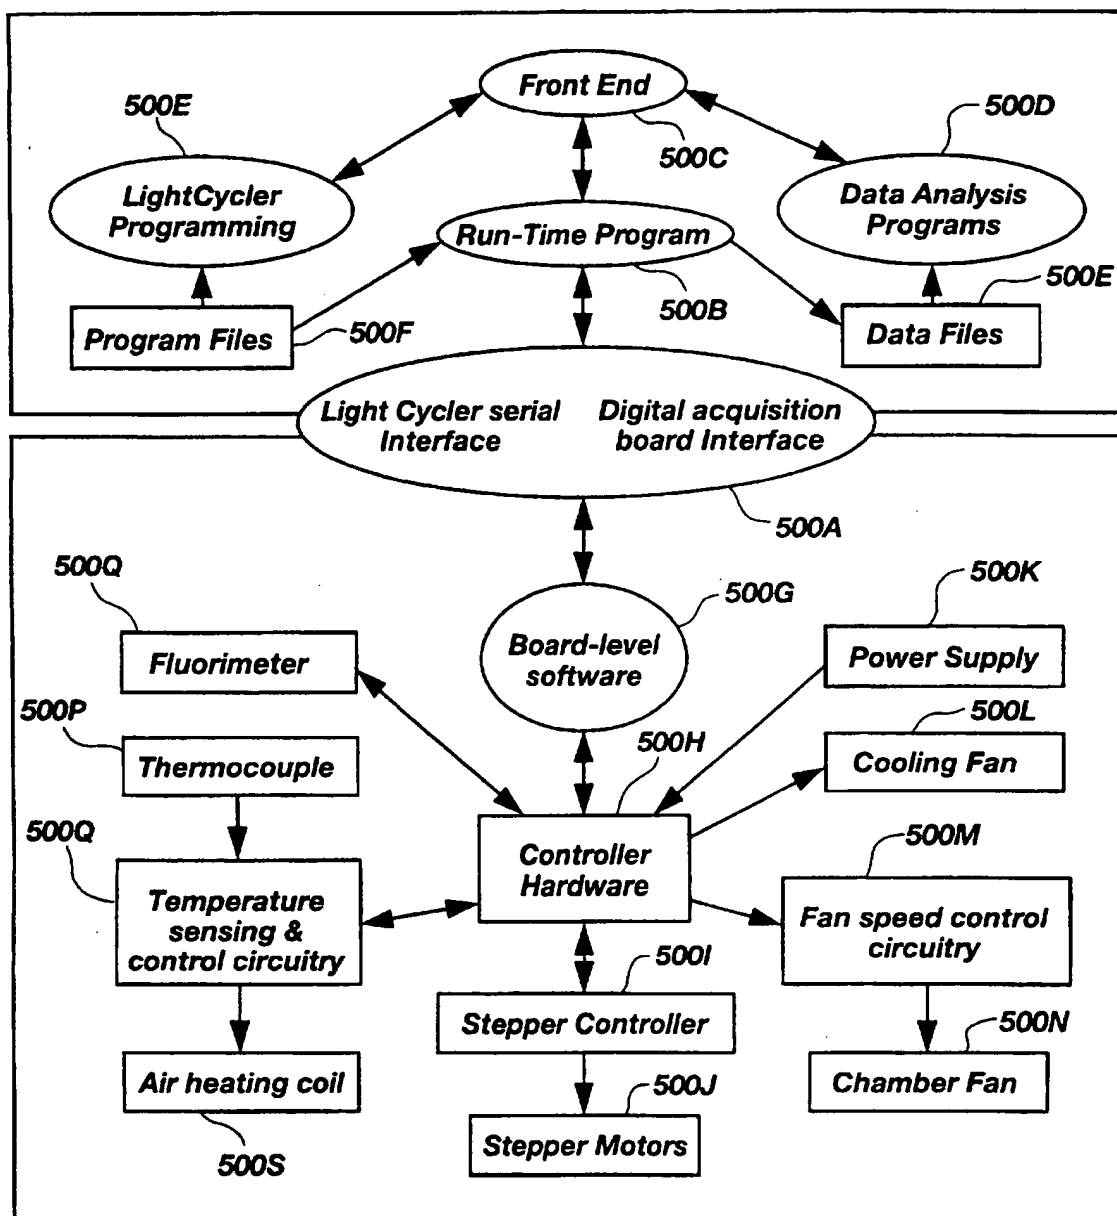 Front End
500E
500D
500C
LightCycler
Programming
Data Analysis
Programs
Run-Time Program
500B
500E
Program Files
500F
Data Files
Light Cycler serial
Interface
Digital acquisition
board Interface
500A
500Q
500G
500K
Fluorimeter
Board-level
software
Power Supply
500P
500L
500H
Thermocouple
Cooling Fan
500Q
500M
Controller
Hardware
Temperature
sensing &
control circuitry
Fan speed control
circuitry
500I
Stepper Controller
500N
Air heating coil
500J
Chamber Fan
Stepper Motors
500S